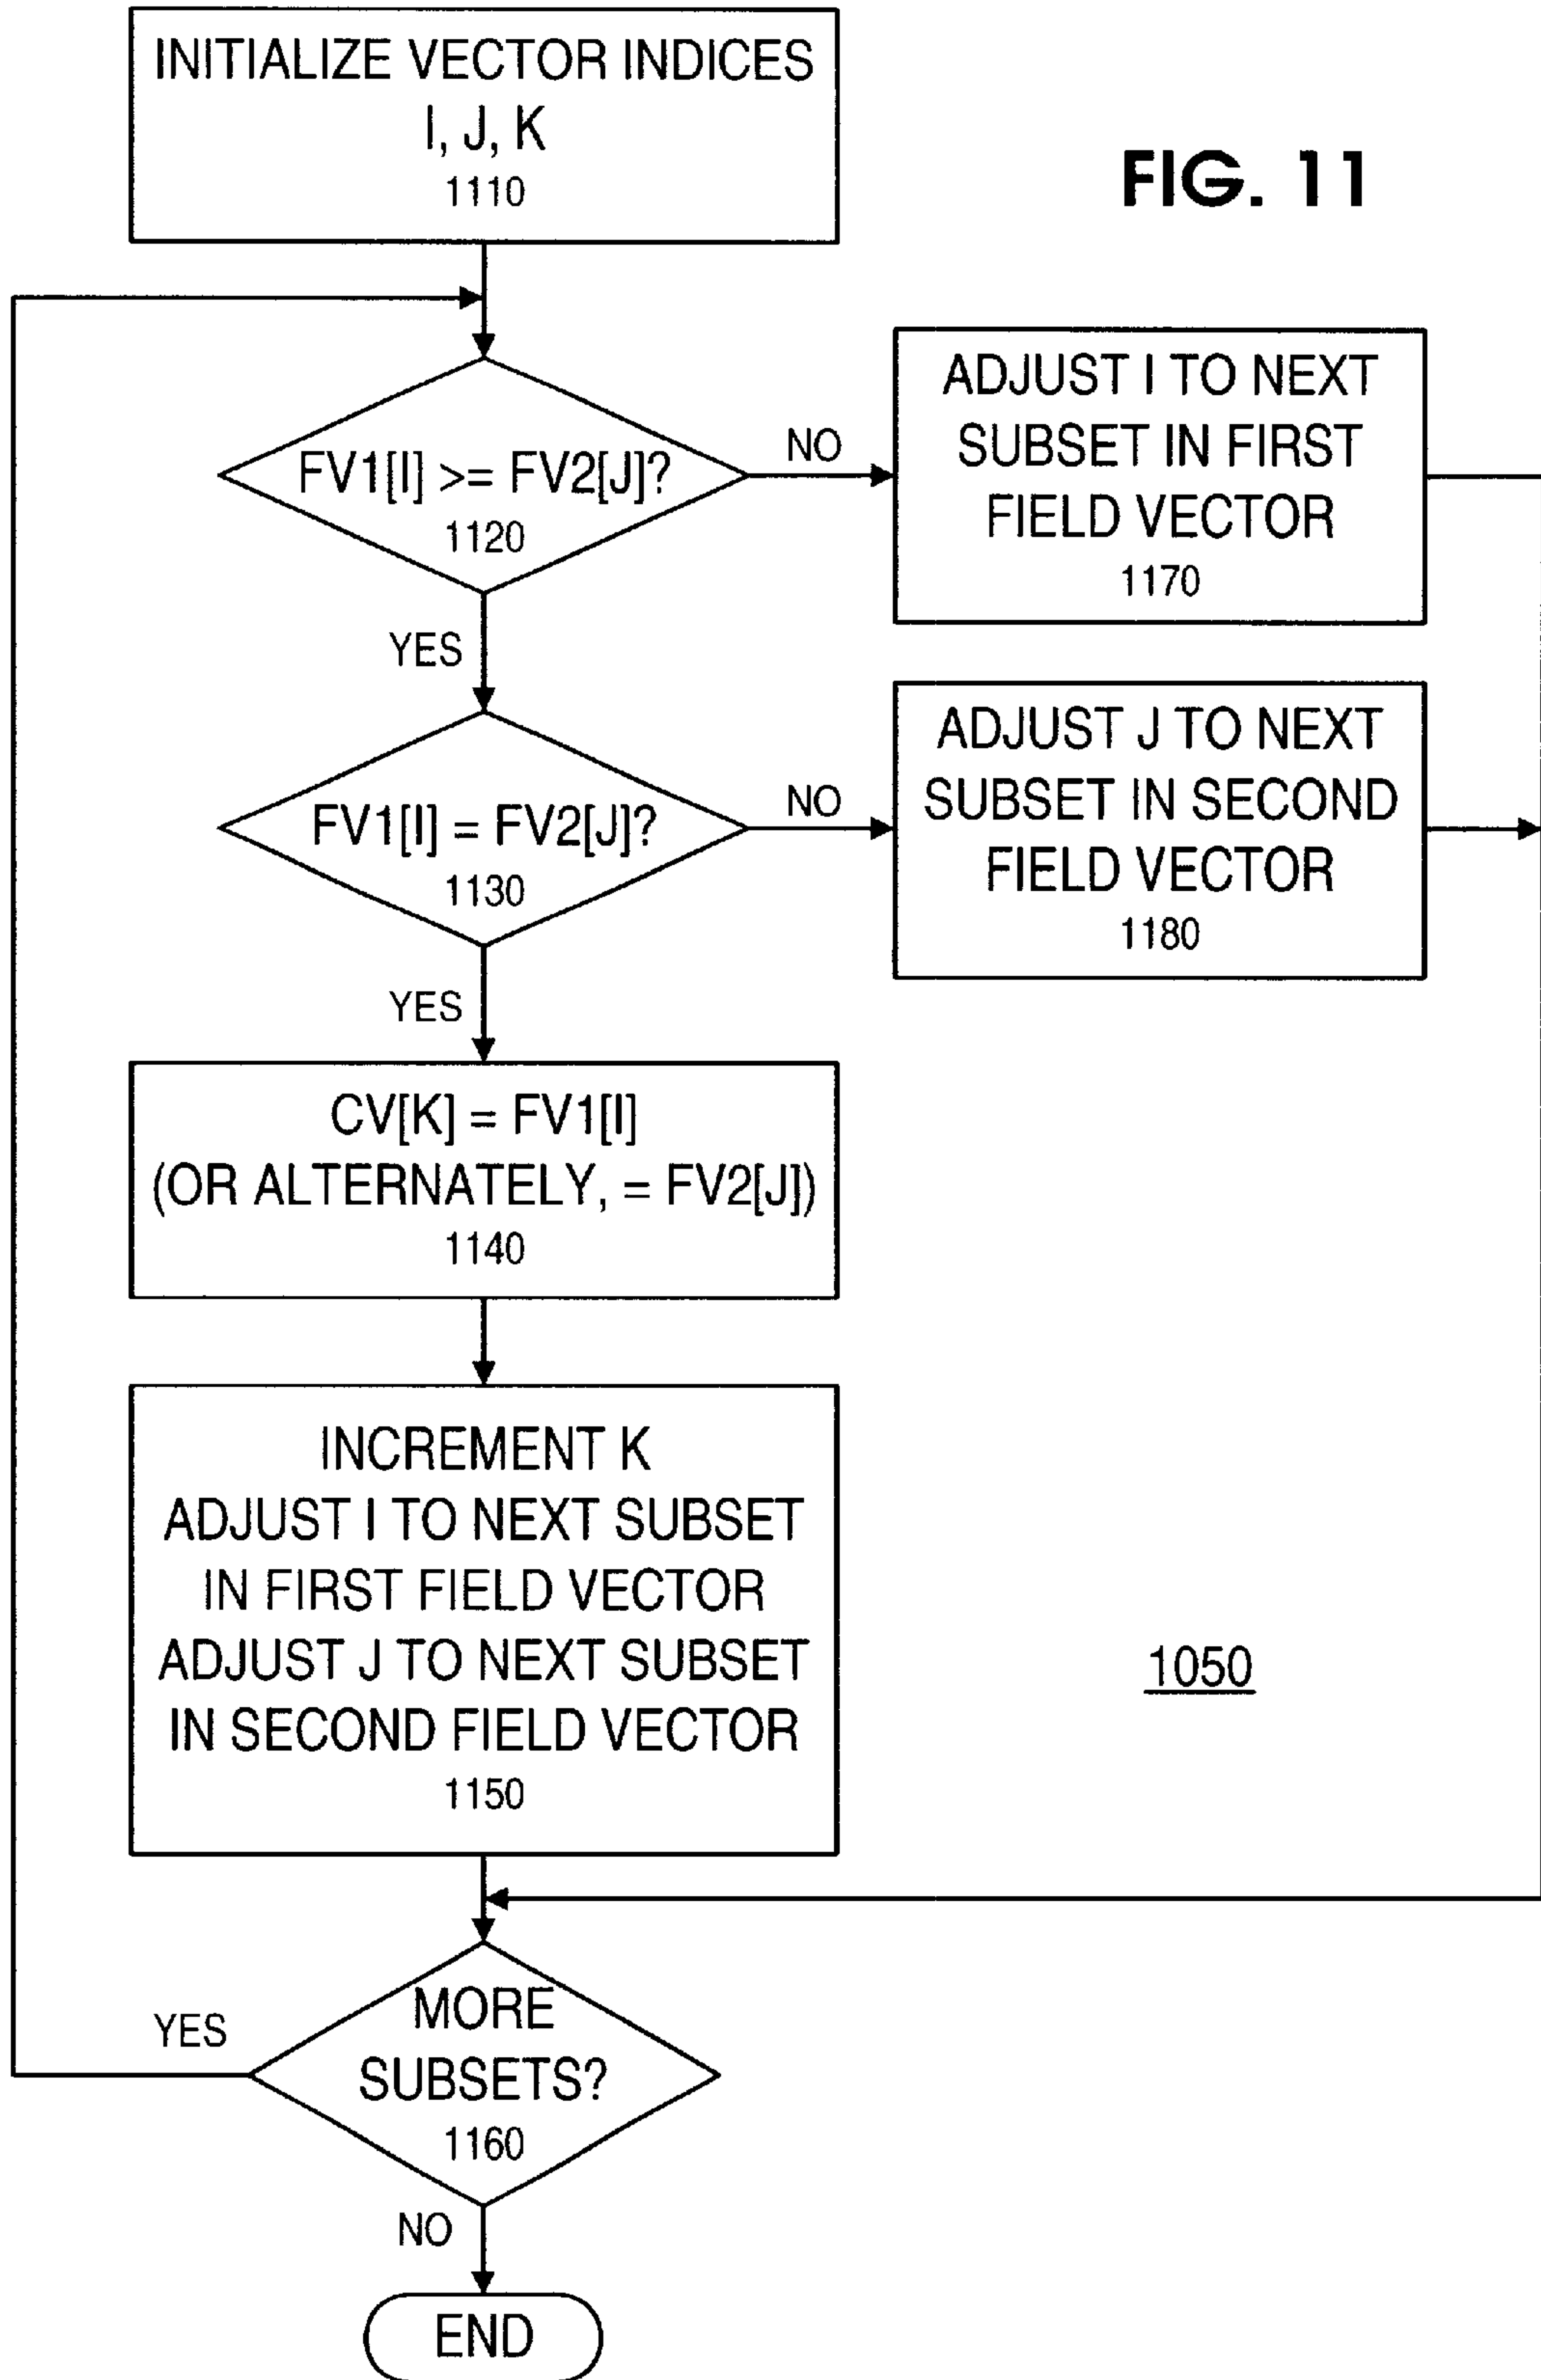 INITIALIZE VECTOR INDICES
I, J, K
1110
FIG. 11
FV1[I] >= FV2[J]?
1120
NO
ADJUST I TO NEXT
SUBSET IN FIRST
FIELD VECTOR
1170
YES
FV1[I] = FV2[J]?
1130
NO
ADJUST J TO NEXT
SUBSET IN SECOND
FIELD VECTOR
1180
YES
CV[K] = FV1[I]
(OR ALTERNATELY, = FV2[J])
1140
INCREMENT K
ADJUST I TO NEXT SUBSET
IN FIRST FIELD VECTOR
ADJUST J TO NEXT SUBSET
IN SECOND FIELD VECTOR
1150
1050
MORE
SUBSETS?
1160
YES
NO
END